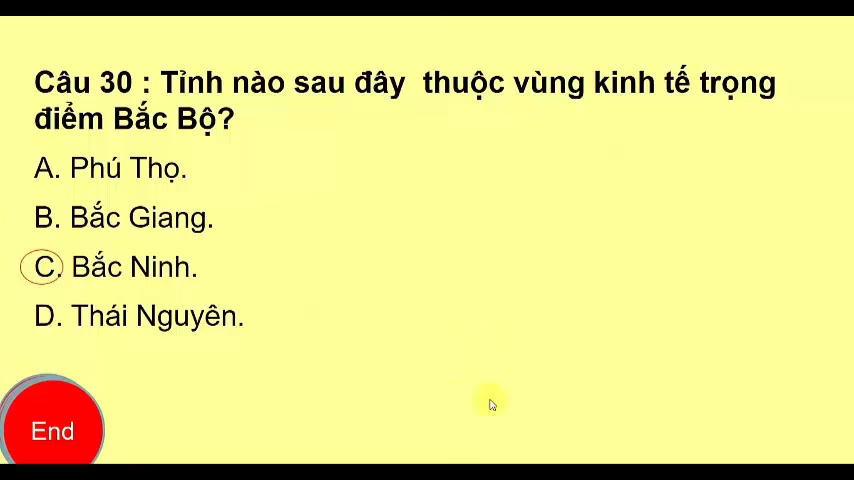 Câu 30 : Tỉnh nào sau đây thuộc vùng kinh tế trọng
điểm Bắc Bộ?
A. Phú Thọ.
B. Bắc Giang.
C. Bắc Ninh.
D. Thái Nguyên.
End